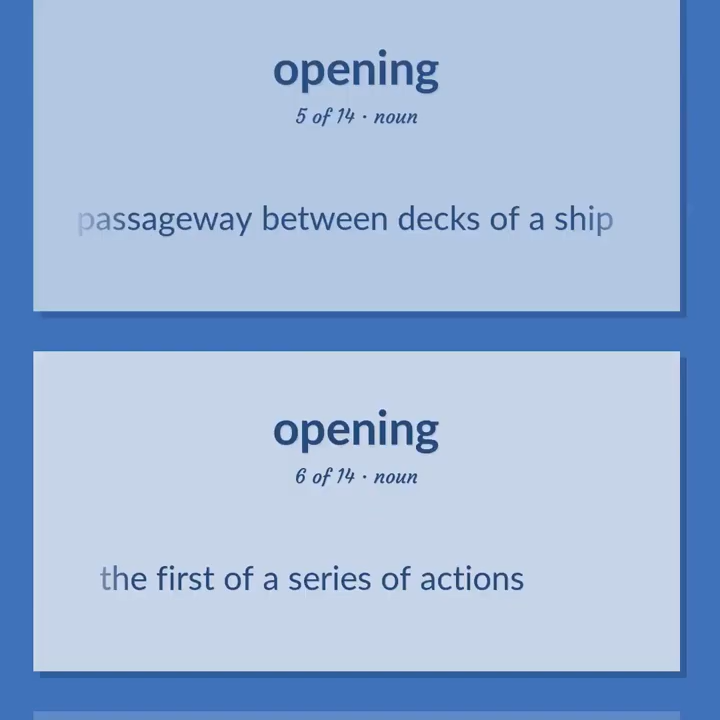 opening
5 of 14 · noun
passageway between decks of a ship
opening
6 of 14 · noun
the first of a series of actions